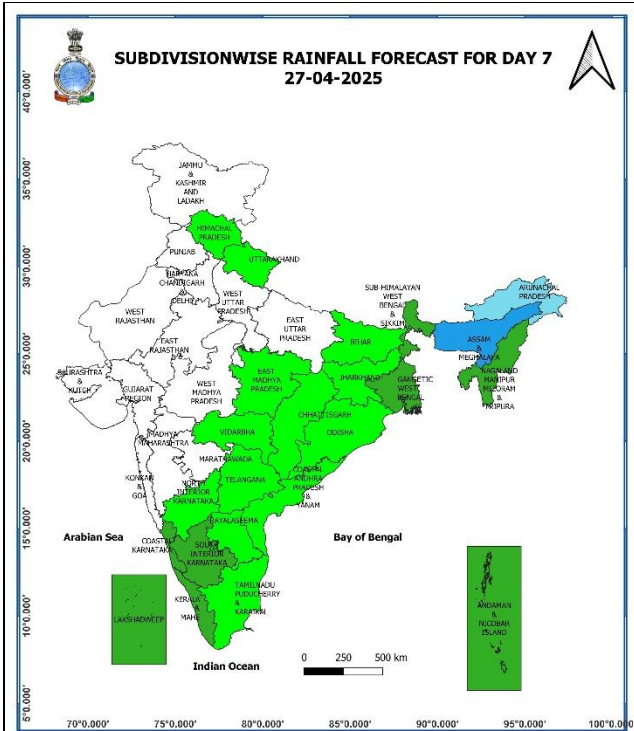 SUBDIVISIONWISE RAINFALL FORECAST FOR DAY 7
27-04-2025
40°0.000'
35°0.000'
30°0.000'
25°0.000'
20°0.000'
15°0.000'
10°0.000'
5°0.000'
JAMMU
&
KASHMIR
AND
LADAKH
HIMACHAL
PRADESH
PUNJAB
UTTARAKHAND
HARYANA
CHANDIGARH
&
DELHI
WEST
UTTAR
PRADESH
SUB-HIMALAYAN
WEST
BENGAL
&
SIKKIM
ARUNACHAL
PRADESH
WEST
RAJASTHAN
EAST
RAJASTHAN
EAST
UTTAR
PRADESH
BIHAR
ASSAM
&
MEGHALAYA
NAGALAND
MANIPUR
MIZORAM
&
TRIPURA
SAURASHTRA
&
KUTCH
GUJARAT
REGION
WEST
MADHYA
PRADESH
EAST
MADHYA
PRADESH
JHARKHAND
GANGETIC
WEST
BENGAL
CHHATTISGARH
ODISHA
VIDARBHA
MADHYA
MAHARASHTRA
MARATHAWADA
KONKAN
&
GOA
NORTH
INTERIOR
KARNATAKA
TELANGANA
COASTAL
ANDHRA
PRADESH
&
YANAM
RAYALASEEMA
Arabian Sea
Bay of Bengal
COASTAL
KARNATAKA
SOUTH
INTERIOR
KARNATAKA
LAKSHADWEEP
KERALA
&
MAHE
TAMILNADU
PUDUCHERRY
&
KARAIKAL
ANDAMAN
&
NICOBAR
ISLAND
Indian Ocean
0 250 500 km
70°0.000' 75°0.000' 80°0.000' 85°0.000' 90°0.000' 95°0.000' 100°0.000'